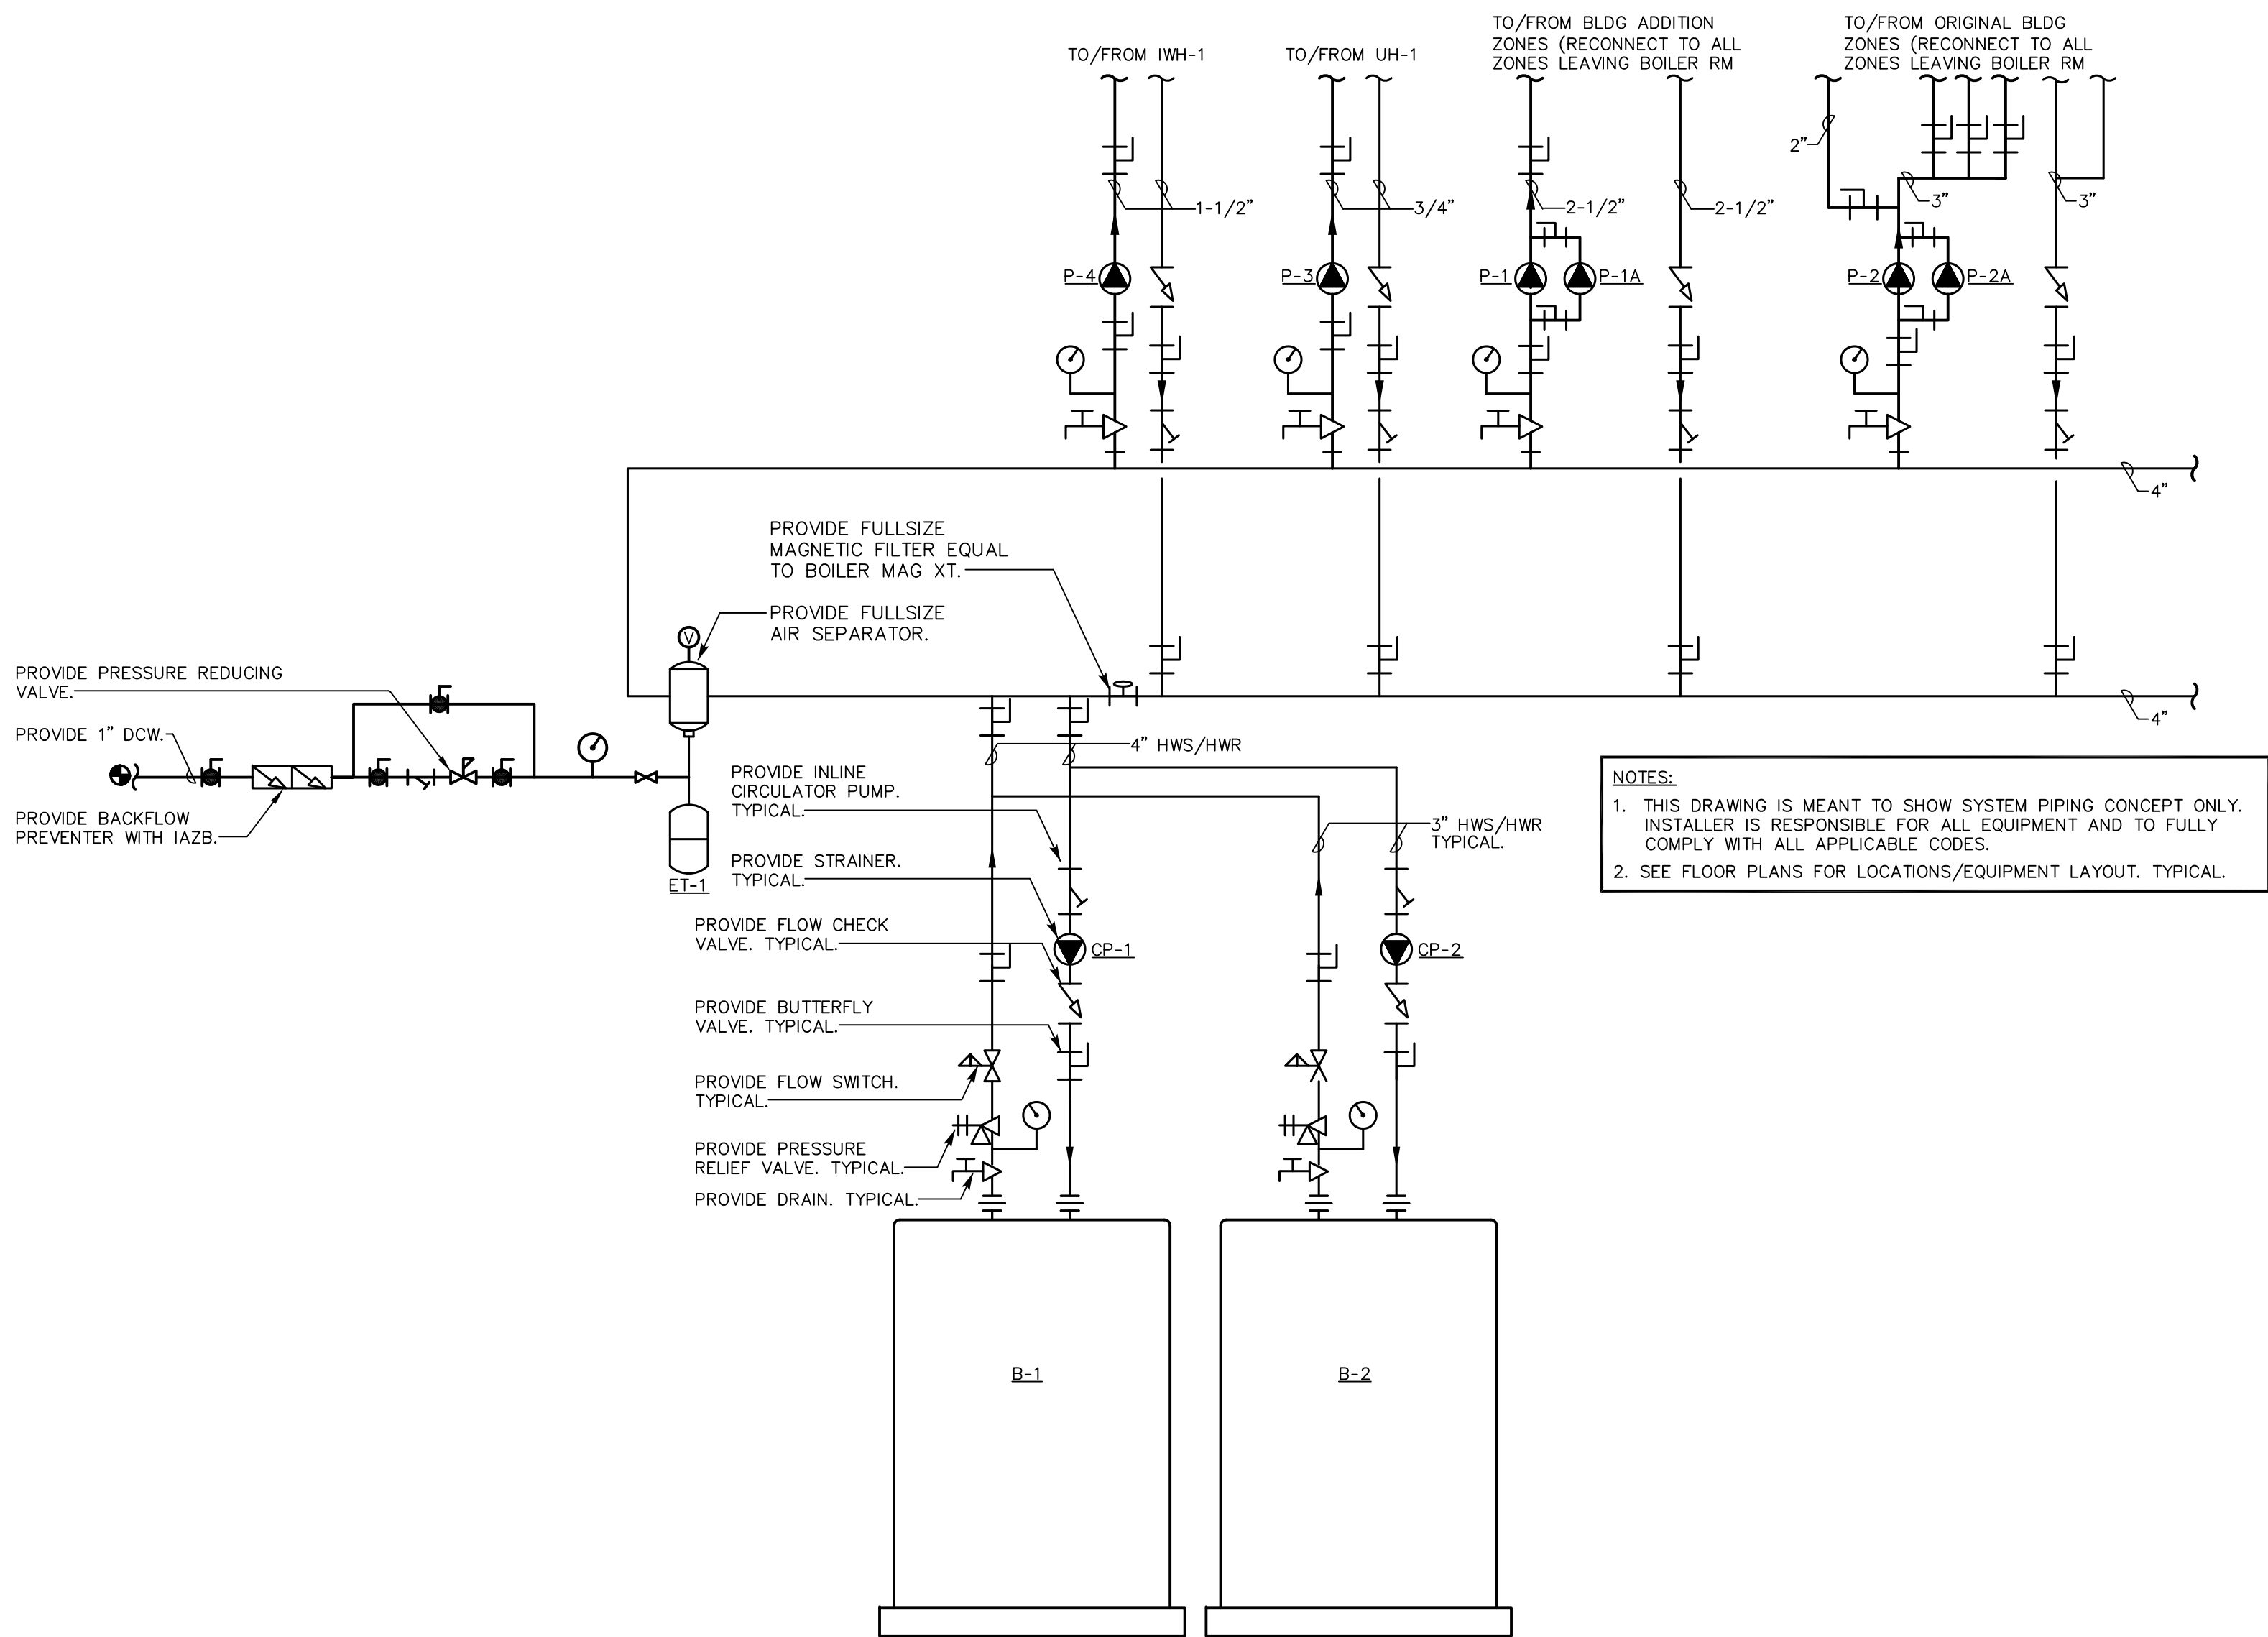 TO/FROM IWH-1
TO/FROM UH-1
TO/FROM BLDG ADDITION
ZONES (RECONNECT TO ALL
ZONES LEAVING BOILER RM
TO/FROM ORIGINAL BLDG
ZONES (RECONNECT TO ALL
ZONES LEAVING BOILER RM
2"
1-1/2"
3/4"
2-1/2"
2-1/2"
3"
3"
P-4
P-3
P-1
P-1A
P-2
P-2A
4"
PROVIDE FULLSIZE
MAGNETIC FILTER EQUAL
TO BOILER MAG XT.
PROVIDE FULLSIZE
AIR SEPARATOR.
V
PROVIDE PRESSURE REDUCING
VALVE.
PROVIDE 1" DCW.
PROVIDE BACKFLOW
PREVENTER WITH IAZB.
ET-1
4"
4" HWS/HWR
PROVIDE INLINE
CIRCULATOR PUMP.
TYPICAL.
3" HWS/HWR
TYPICAL.
PROVIDE STRAINER.
TYPICAL.
PROVIDE FLOW CHECK
VALVE. TYPICAL.
CP-1
CP-2
PROVIDE BUTTERFLY
VALVE. TYPICAL.
PROVIDE FLOW SWITCH.
TYPICAL.
PROVIDE PRESSURE
RELIEF VALVE. TYPICAL.
PROVIDE DRAIN. TYPICAL.
B-1
B-2
NOTES:
1. THIS DRAWING IS MEANT TO SHOW SYSTEM PIPING CONCEPT ONLY.
INSTALLER IS RESPONSIBLE FOR ALL EQUIPMENT AND TO FULLY
COMPLY WITH ALL APPLICABLE CODES.
2. SEE FLOOR PLANS FOR LOCATIONS/EQUIPMENT LAYOUT. TYPICAL.